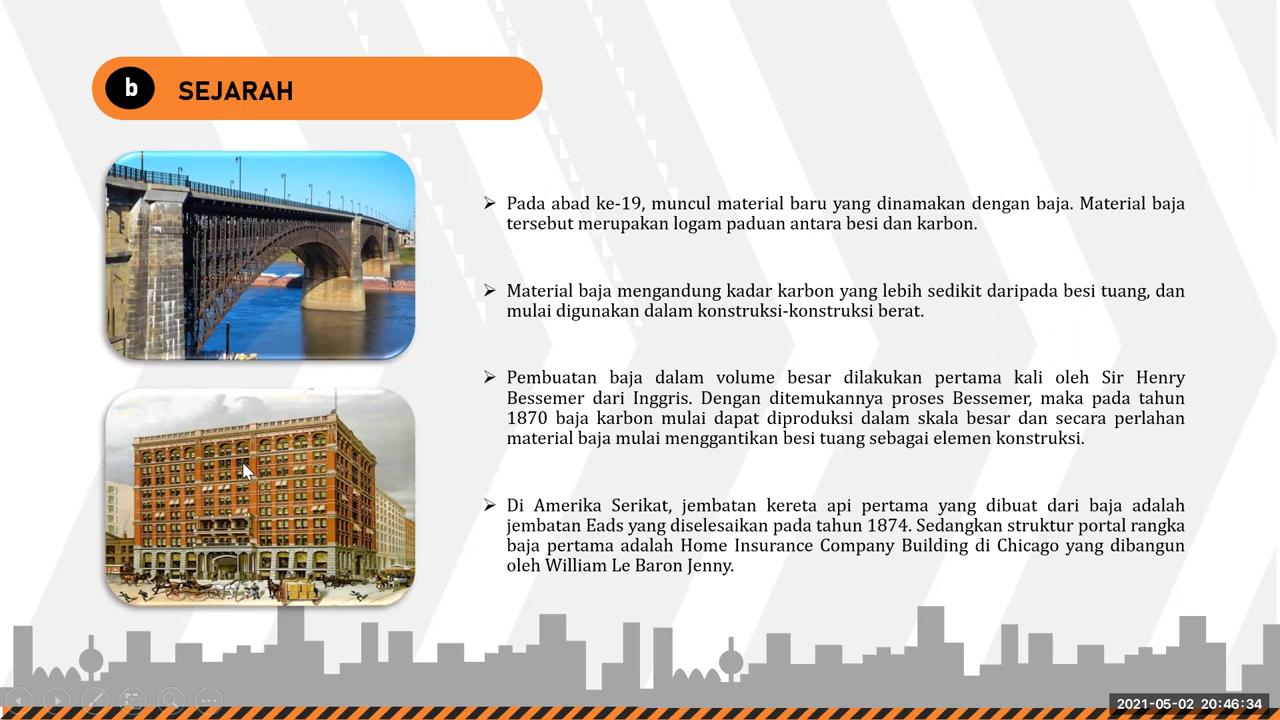 b
SEJARAH
➢ Pada abad ke-19, muncul material baru yang dinamakan dengan baja. Material baja
tersebut merupakan logam paduan antara besi dan karbon.
➢ Material baja mengandung kadar karbon yang lebih sedikit daripada besi tuang, dan
mulai digunakan dalam konstruksi-konstruksi berat.
➢ Pembuatan baja dalam volume besar dilakukan pertama kali oleh Sir Henry
Bessemer dari Inggris. Dengan ditemukannya proses Bessemer, maka pada tahun
1870 baja karbon mulai dapat diproduksi dalam skala besar dan secara perlahan
material baja mulai menggantikan besi tuang sebagai elemen konstruksi.
➢ Di Amerika Serikat, jembatan kereta api pertama yang dibuat dari baja adalah
jembatan Eads yang diselesaikan pada tahun 1874. Sedangkan struktur portal rangka
baja pertama adalah Home Insurance Company Building di Chicago yang dibangun
oleh William Le Baron Jenny.
2021-05-02 20:46:34